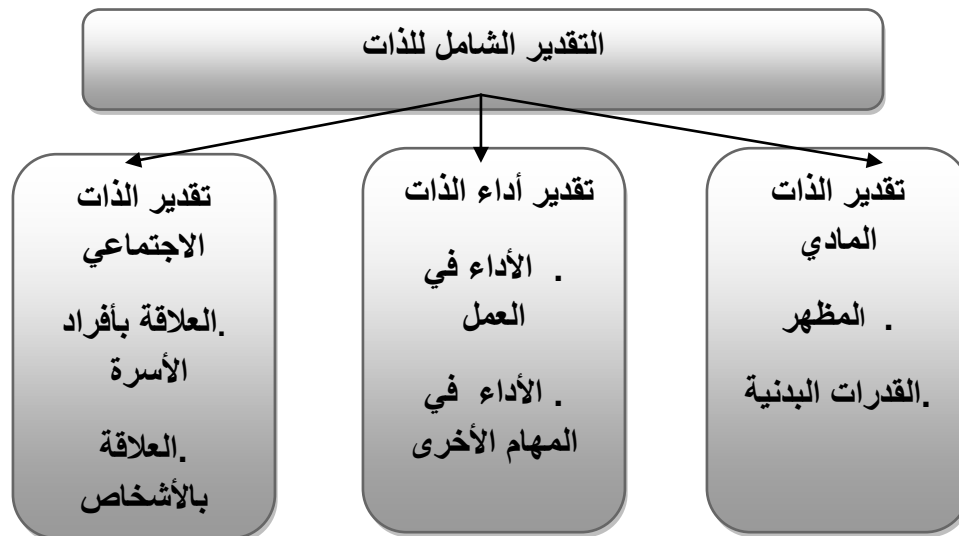 التقدير الشامل للذات
تقدير الذات
المادي
. المظهر
.القدرات البدنية
تقدير أداء الذات
. الأداء في
العمل
. الأداء في
المهام الأخرى
تقدير الذات
الاجتماعي
.العلاقة بأفراد
الأسرة
.العلاقة
بالأشخاص